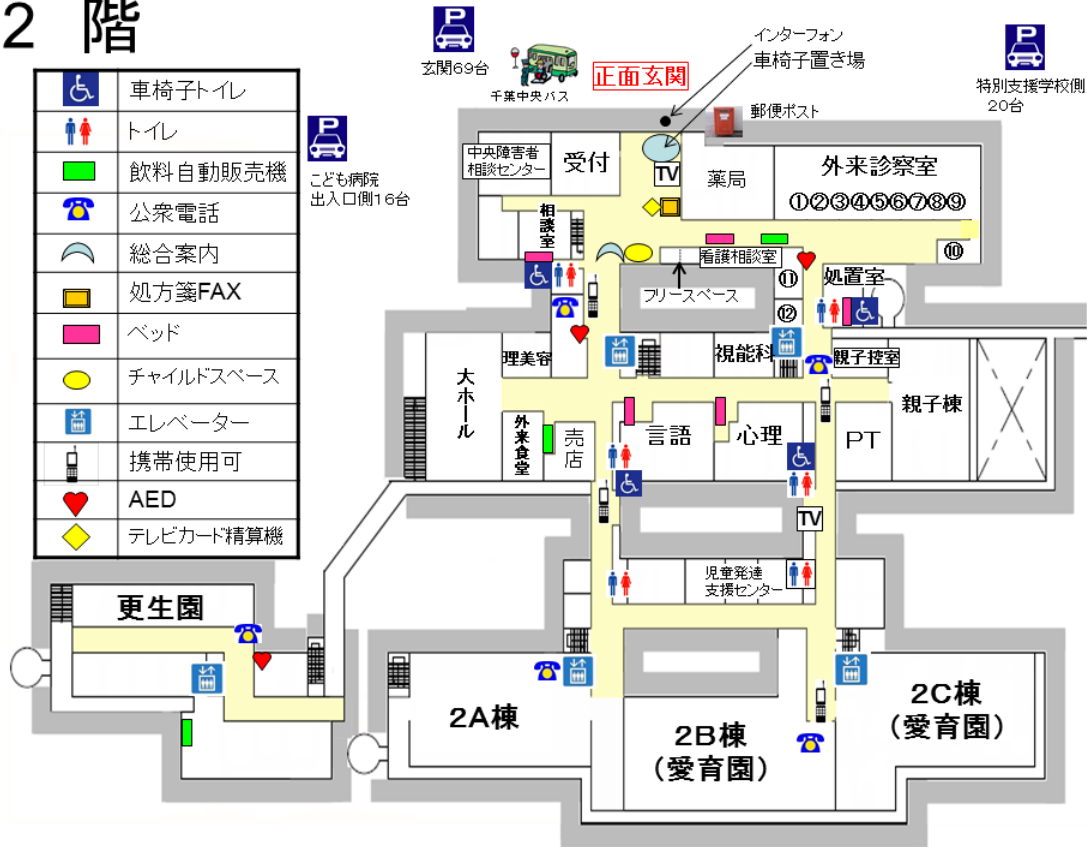 2 階
玄関69台
千葉中央バス
正面玄関
インターフォン
車椅子置き場
郵便ポスト
特別支援学校側
20台
こども病院
出入口側16台
車椅子トイレ
トイレ
飲料自動販売機
公衆電話
総合案内
処方箋FAX
ベッド
チャイルドスペース
エレベーター
携帯使用可
AED
テレビカード精算機
中央障害者
相談センター
受付
TV
薬局
外来診察室
①②③④⑤⑥⑦⑧⑨
相談室
看護相談室
⑩
フリースペース
⑪
処置室
⑫
理美容
視能科
親子控室
大ホール
外来食堂
売店
言語
心理
PT
親子棟
TV
児童発達
支援センター
更生園
2A棟
2B棟
(愛育園)
2C棟
(愛育園)